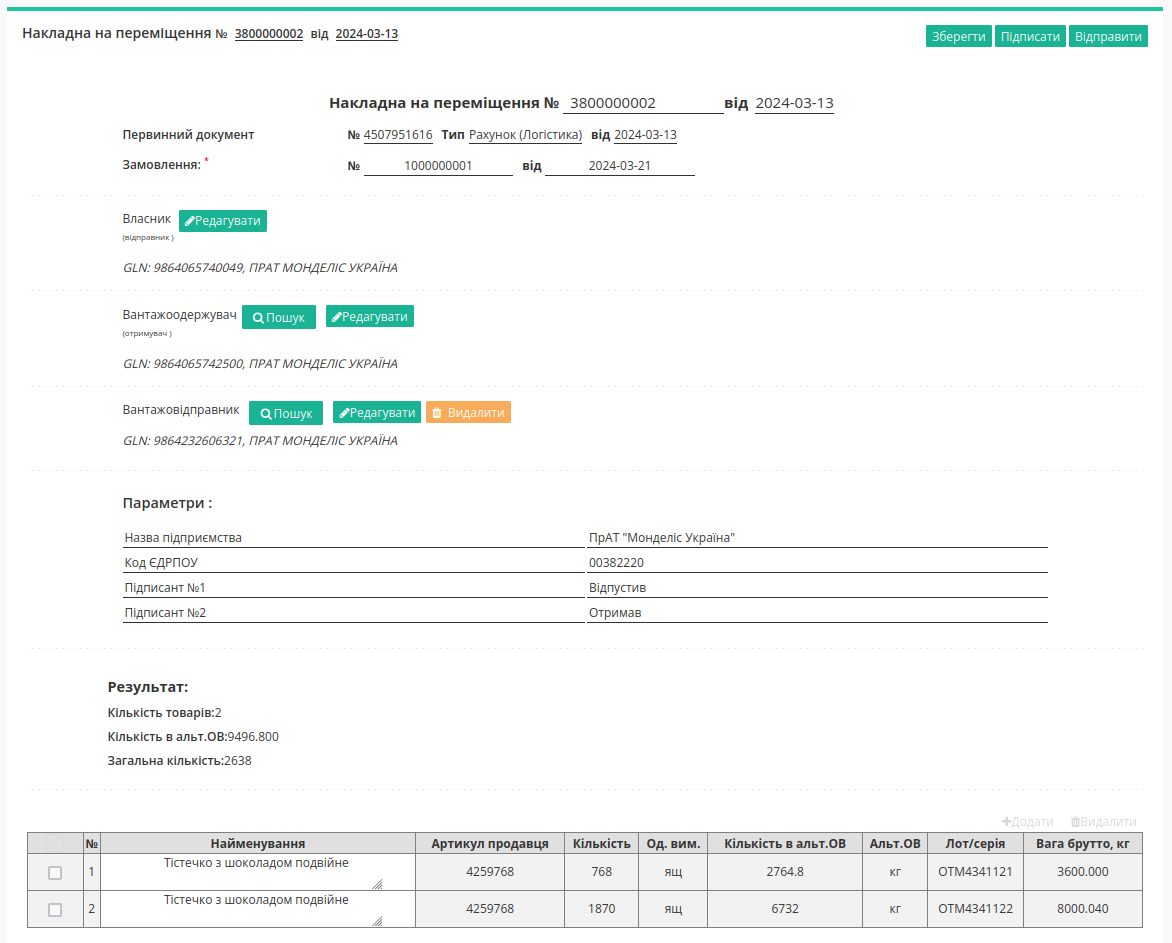 Накладна на переміщення № 3800000002 від 2024-03-13
Зберегти Підписати Відправити
Накладна на переміщення № 3800000002 від 2024-03-13
Первинний документ № 4507951616 Тип Рахунок (Логістика) від 2024-03-13
Замовлення: * № 1000000001 від 2024-03-21
Власник Редагувати
(відправник )
GLN: 9864065740049, ПРАТ МОНДЕЛІС УКРАЇНА
Вантажоодержувач Пошук Редагувати
(отримувач )
GLN: 9864065742500, ПРАТ МОНДЕЛІС УКРАЇНА
Вантажовідправник Пошук Редагувати Видалити
GLN: 9864232606321, ПРАТ МОНДЕЛІС УКРАЇНА
Параметри :
Назва підприємства ПрАТ "Монделіс Україна"
Код ЄДРПОУ 00382220
Підписант №1 Відпустив
Підписант №2 Отримав
Результат:
Кількість товарів:2
Кількість в альт.ОВ:9496.800
Загальна кількість:2638
Додати Видалити
№ Найменування Артикул продавця Кількість Од. вим. Кількість в альт.ОВ Альт.ОВ Лот/серія Вага брутто, кг
1 Тістечко з шоколадом подвійне 4259768 768 ящ 2764.8 кг OTM4341121 3600.000
2 Тістечко з шоколадом подвійне 4259768 1870 ящ 6732 кг OTM4341122 8000.040